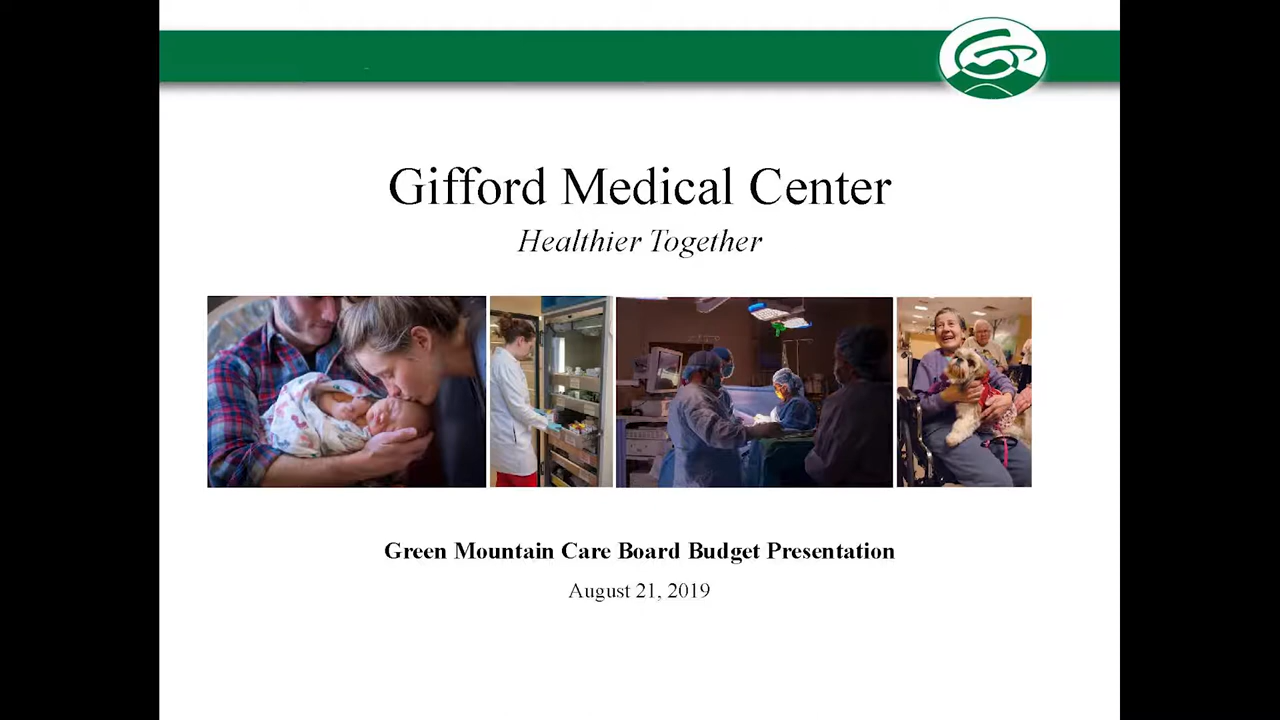 Gifford Medical Center
Healthier Together
Green Mountain Care Board Budget Presentation
August 21, 2019